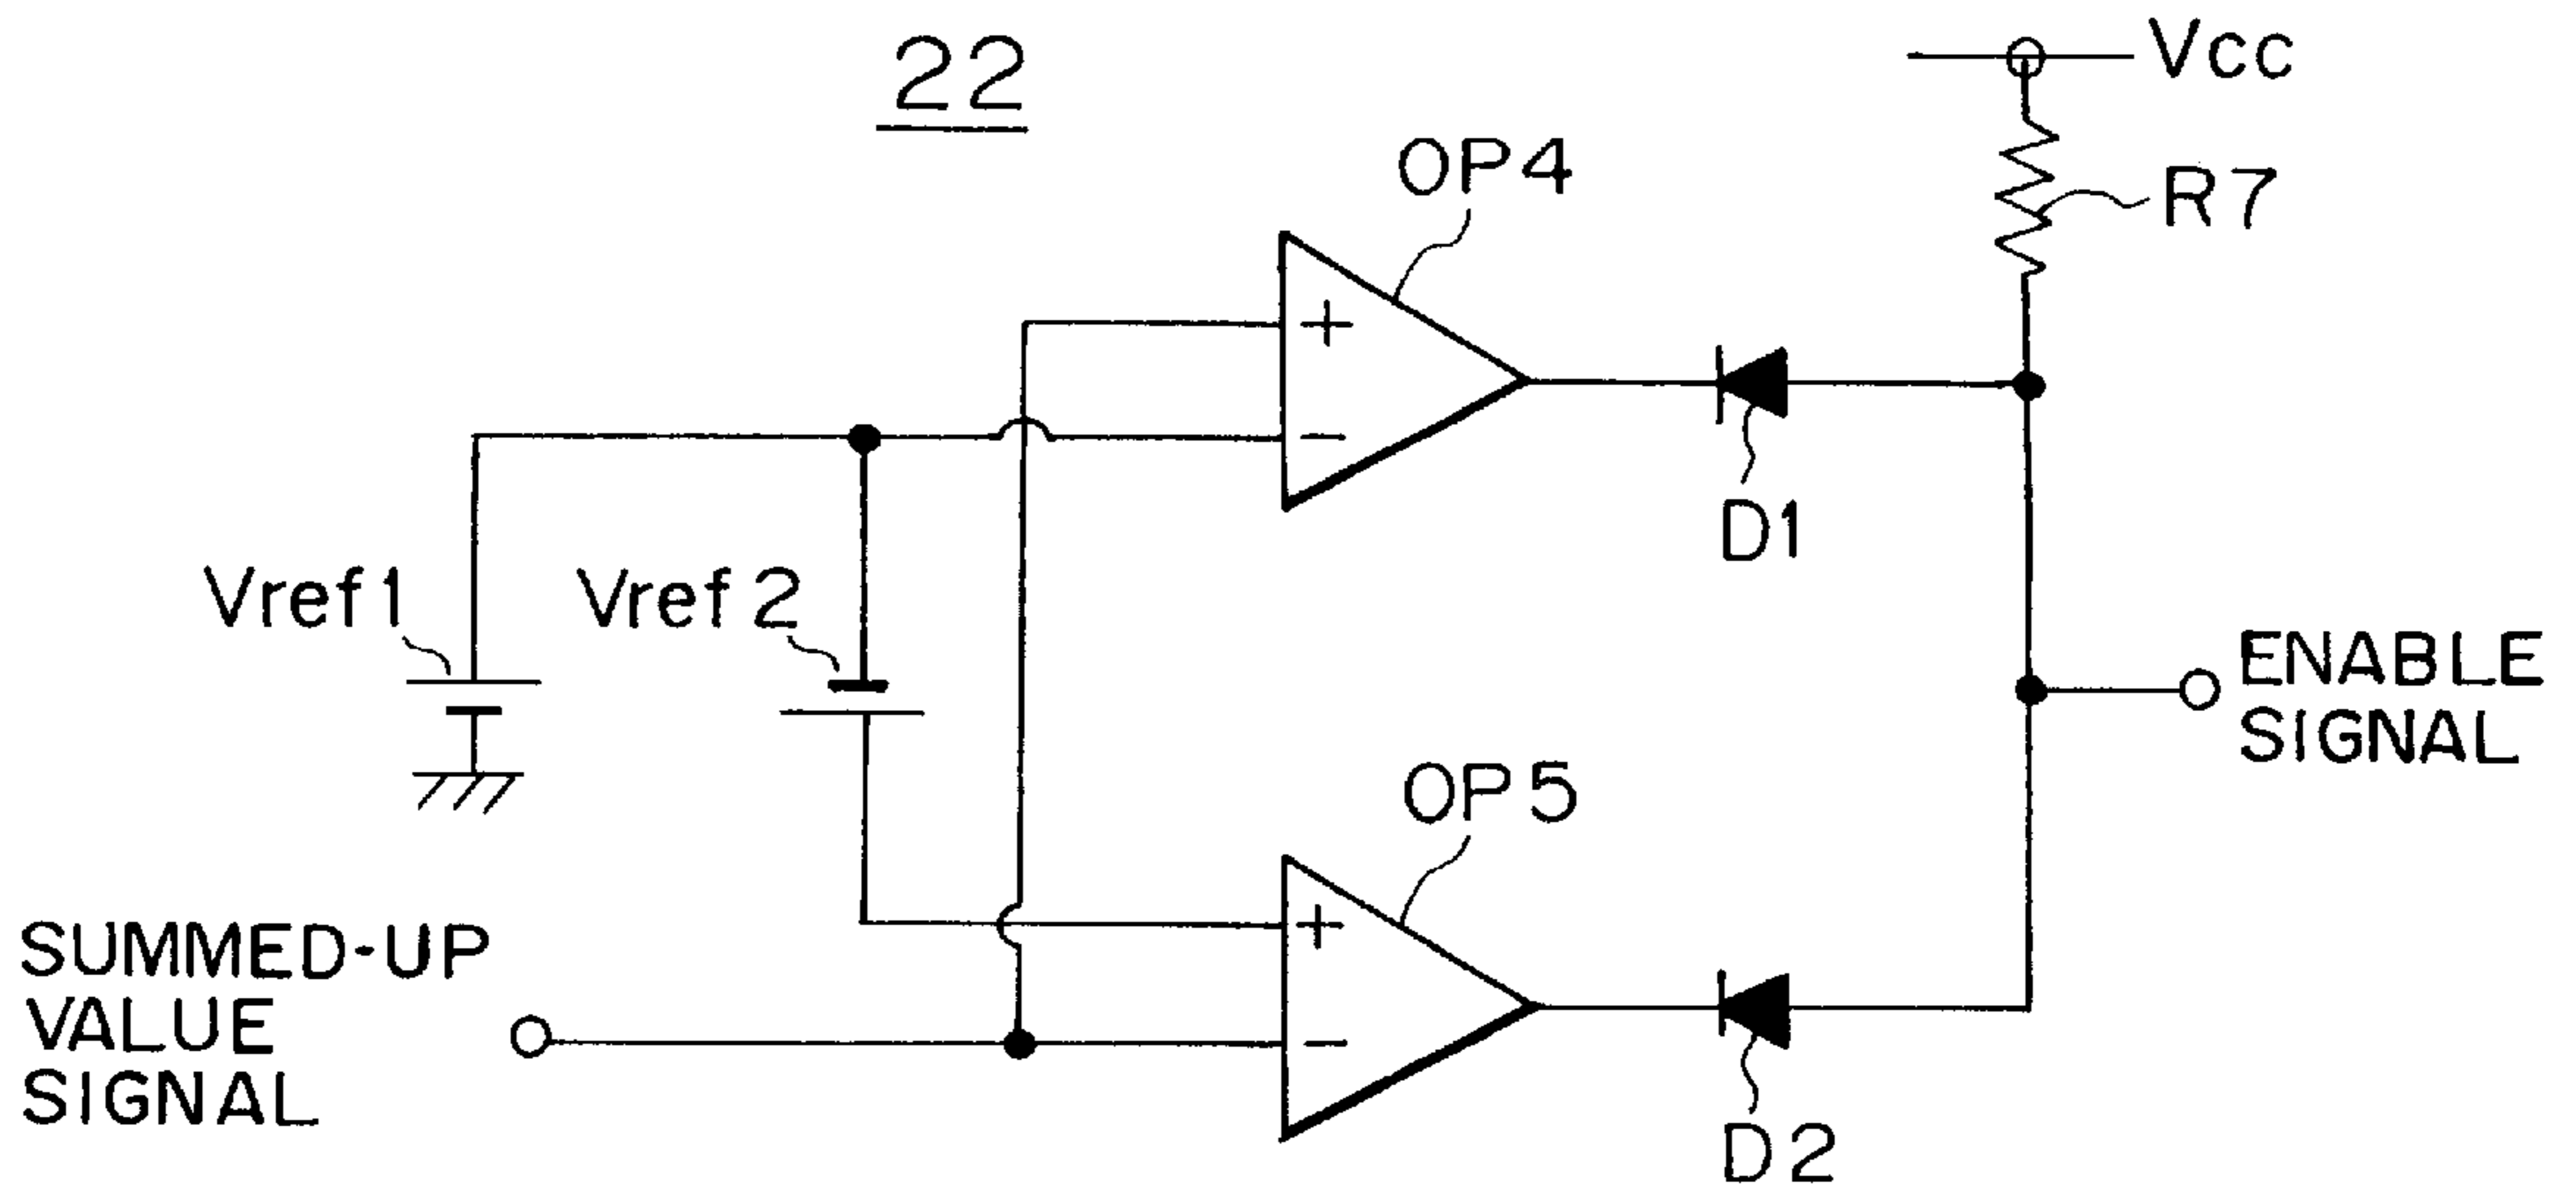 22
Vcc
OP4
R7
+
−
D1
Vref1
Vref2
ENABLE
SIGNAL
OP5
+
−
SUMMED-UP
VALUE
SIGNAL
D2